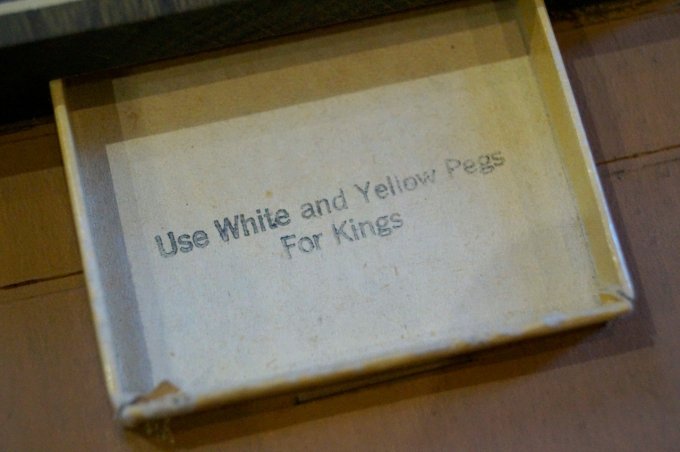 Use White and Yellow Pegs
For Kings